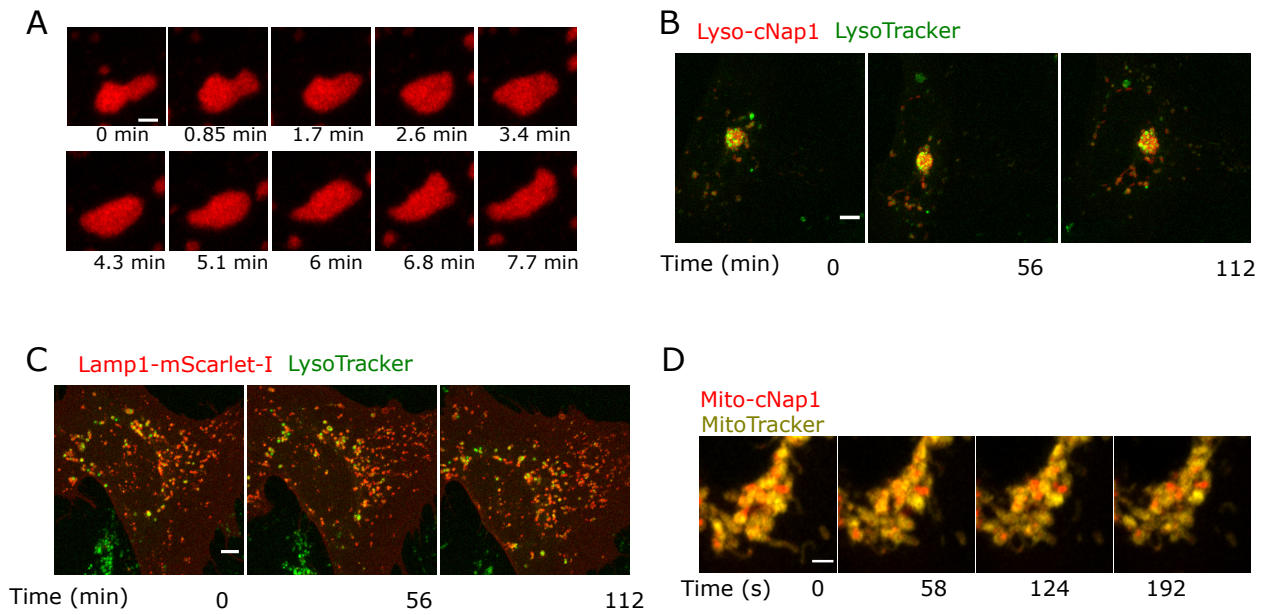 A
0 min 0.85 min 1.7 min 2.6 min 3.4 min
4.3 min 5.1 min 6 min 6.8 min 7.7 min
B
Lyso-cNap1 LysoTracker
Time (min) 0 56 112
C
Lamp1-mScarlet-I LysoTracker
Time (min) 0 56 112
D
Mito-cNap1
MitoTracker
Time (s) 0 58 124 192